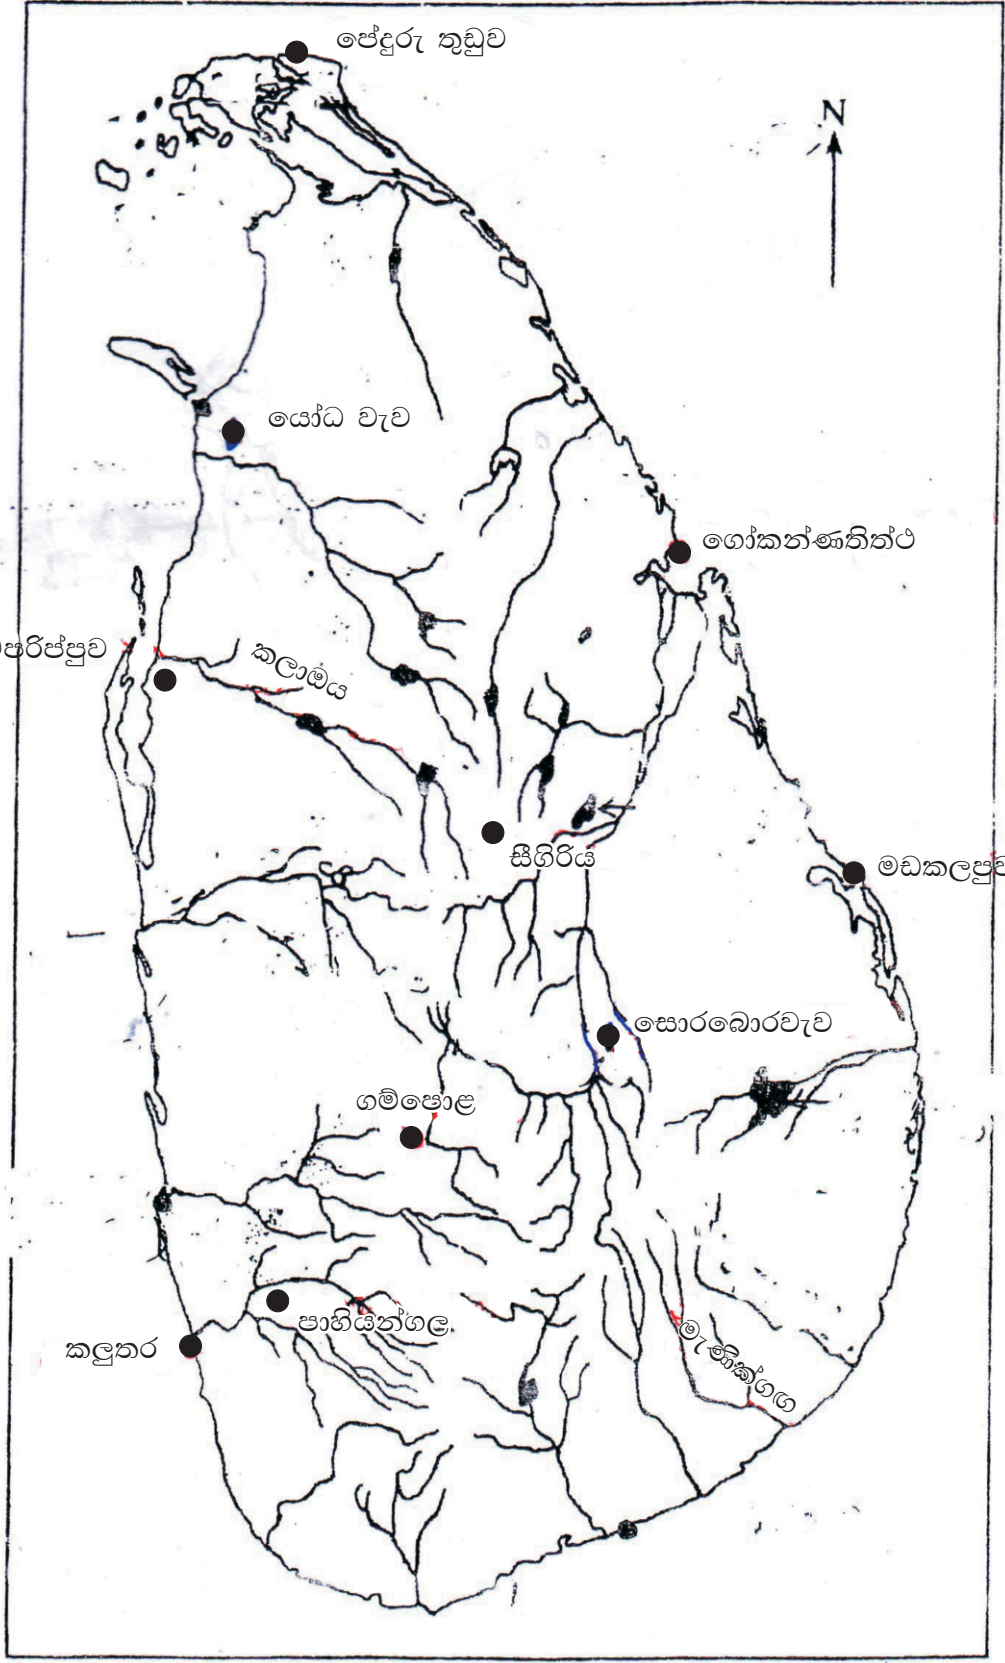 පේදුරු තුඩුව
N
යෝධ වැව
ගෝකන්ණතිත්ථ
පරිප්පුව
කලාඔය
සීගිරිය
මඩකලපුව
සොරබොරවැව
ගම්පොළ
පාහියන්ගල
කලුතර
මැණික්ගඟ